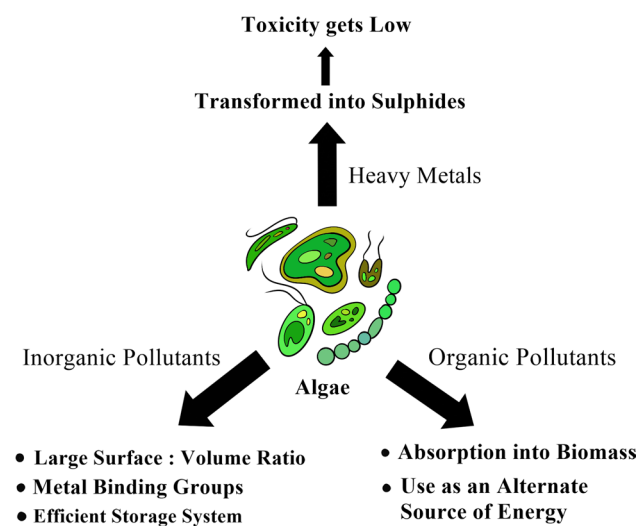 Toxicity gets Low
Transformed into Sulphides
Heavy Metals
Inorganic Pollutants
Organic Pollutants
Algae
• Large Surface : Volume Ratio
• Metal Binding Groups
• Efficient Storage System
• Absorption into Biomass
• Use as an Alternate
Source of Energy